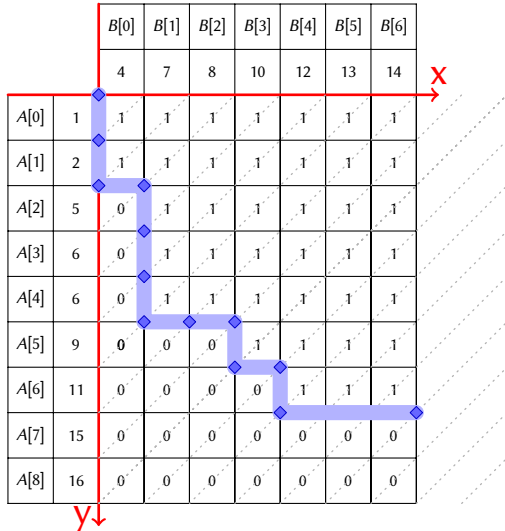 B[0] B[1] B[2] B[3] B[4] B[5] B[6]
4 7 8 10 12 13 14
x
A[0] 1 1 1 1 1 1 1 1
A[1] 2 1 1 1 1 1 1 1
A[2] 5 0 1 1 1 1 1 1
A[3] 6 0 1 1 1 1 1 1
A[4] 6 0 1 1 1 1 1 1
A[5] 9 0 0 0 1 1 1 1
A[6] 11 0 0 0 0 1 1 1
A[7] 15 0 0 0 0 0 0 0
A[8] 16 0 0 0 0 0 0 0
y